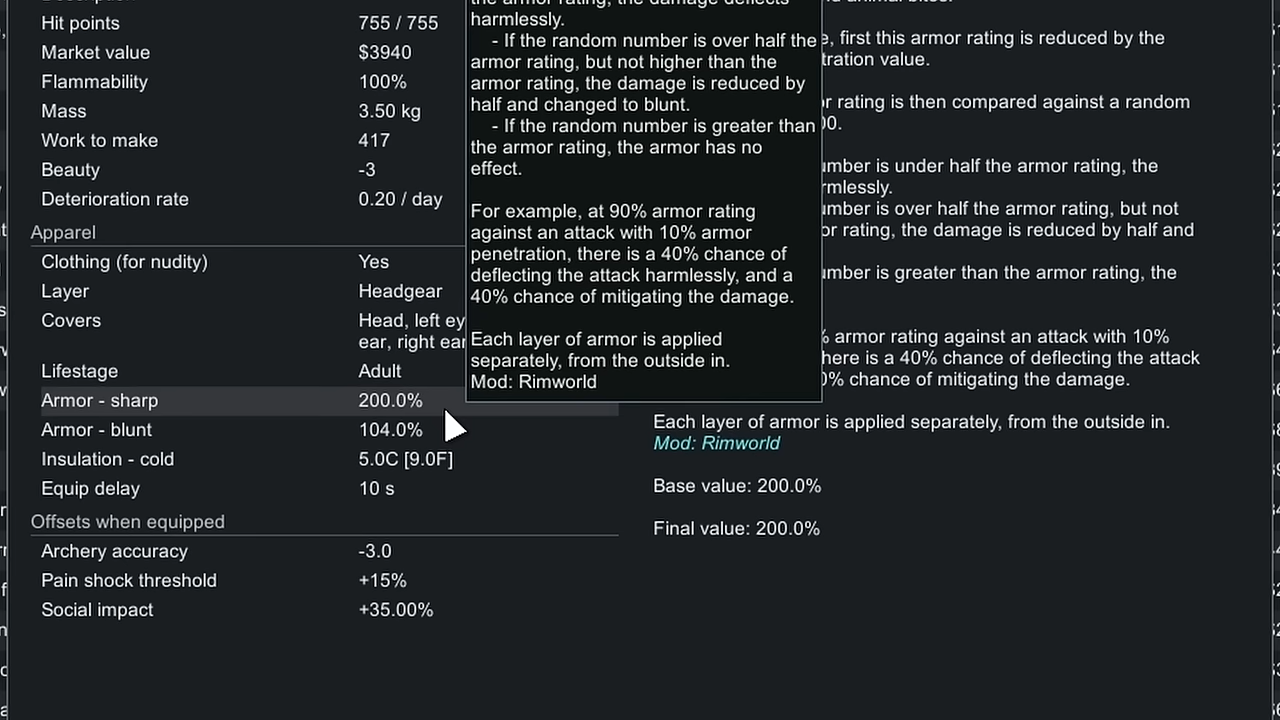 Hit points 755 / 755
Market value $3940
Flammability 100%
Mass 3.50 kg
Work to make 417
Beauty -3
Deterioration rate 0.20 / day
Apparel
Clothing (for nudity) Yes
Layer Headgear
Covers Head, left
ear, right
Lifestage Adult
Armor - sharp 200.0%
Armor - blunt 104.0%
Insulation - cold 5.0C [9.0F]
Equip delay 10 s
Offsets when equipped
Archery accuracy -3.0
Pain shock threshold +15%
Social impact +35.00%
the armor rating, the damage deflects
harmlessly.
- If the random number is over half the
armor rating, but not higher than the
armor rating, the damage is reduced by
half and changed to blunt.
- If the random number is greater than
the armor rating, the armor has no
effect.
For example, at 90% armor rating
against an attack with 10% armor
penetration, there is a 40% chance of
deflecting the attack harmlessly, and a
40% chance of mitigating the damage.
Each layer of armor is applied
separately, from the outside in.
Mod: Rimworld
first this armor rating is reduced by the
value.
rating is then compared against a random
is under half the armor rating, the
is over half the armor rating, but not
rating, the damage is reduced by half and
is greater than the armor rating, the
armor rating against an attack with 10%
there is a 40% chance of deflecting the attack
chance of mitigating the damage.
Each layer of armor is applied separately, from the outside in.
Mod: Rimworld
Base value: 200.0%
Final value: 200.0%